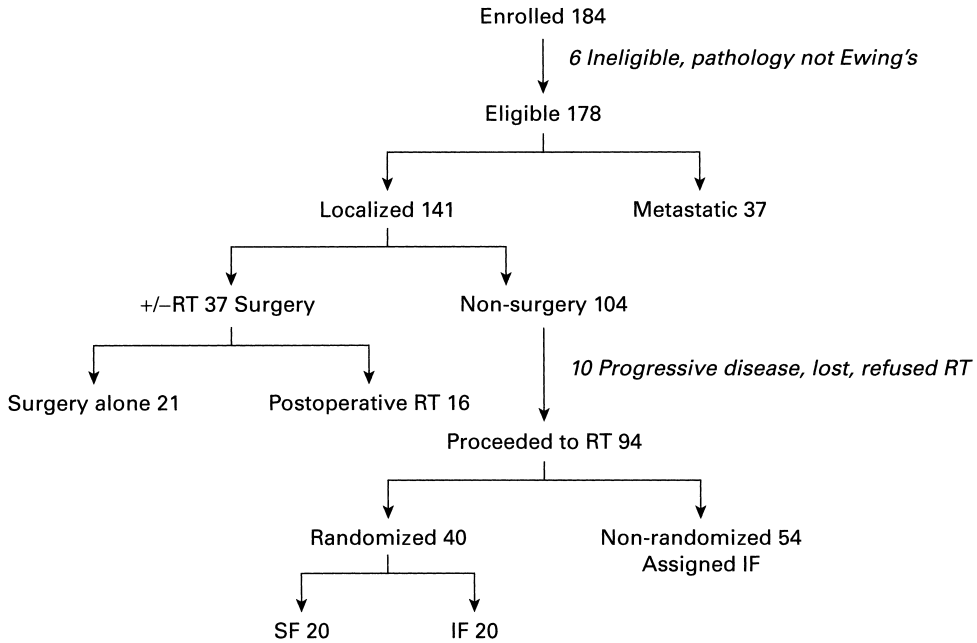 Enrolled 184
6 Ineligible, pathology not Ewing's
Eligible 178
Localized 141
Metastatic 37
+/–RT 37 Surgery
Non-surgery 104
10 Progressive disease, lost, refused RT
Surgery alone 21
Postoperative RT 16
Proceeded to RT 94
Randomized 40
Non-randomized 54
Assigned IF
SF 20
IF 20